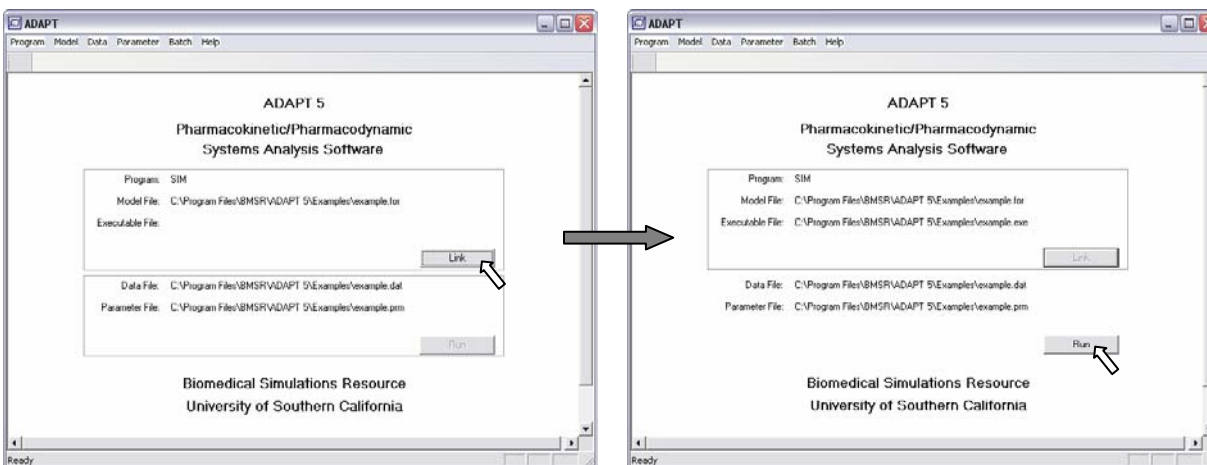 ADAPT
Program Model Data Parameter Batch Help
ADAPT 5
Pharmacokinetic/Pharmacodynamic
Systems Analysis Software
Program: SIM
Model File: C:\Program Files\BMSR\ADAPT 5\Examples\example.for
Executable File:
Link
Data File: C:\Program Files\BMSR\ADAPT 5\Examples\example.dat
Parameter File: C:\Program Files\BMSR\ADAPT 5\Examples\example.prm
Run
Biomedical Simulations Resource
University of Southern California
Ready
ADAPT
Program Model Data Parameter Batch Help
ADAPT 5
Pharmacokinetic/Pharmacodynamic
Systems Analysis Software
Program: SIM
Model File: C:\Program Files\BMSR\ADAPT 5\Examples\example.for
Executable File: C:\Program Files\BMSR\ADAPT 5\Examples\example.exe
Link
Data File: C:\Program Files\BMSR\ADAPT 5\Examples\example.dat
Parameter File: C:\Program Files\BMSR\ADAPT 5\Examples\example.prm
Run
Biomedical Simulations Resource
University of Southern California
Ready